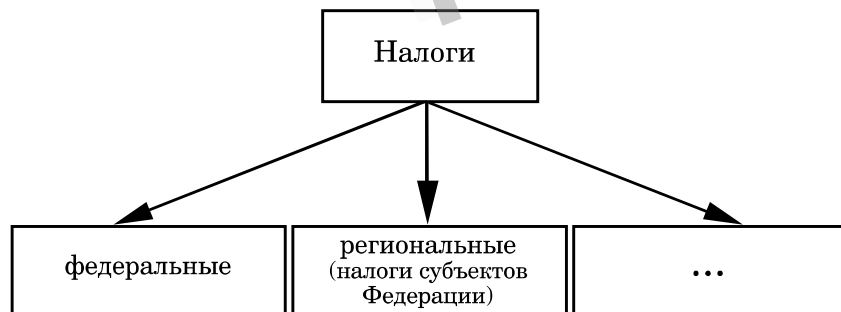 Налоги
федеральные
региональные
(налоги субъектов
Федерации)
...